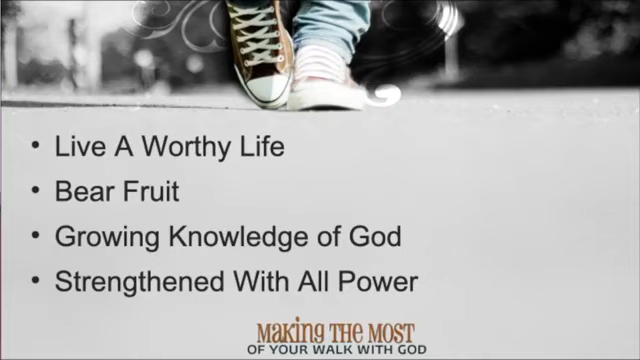 • Live A Worthy Life
• Bear Fruit
• Growing Knowledge of God
• Strengthened With All Power
MAKiNG THE MOST
OF YOUR WALK WITH GOD